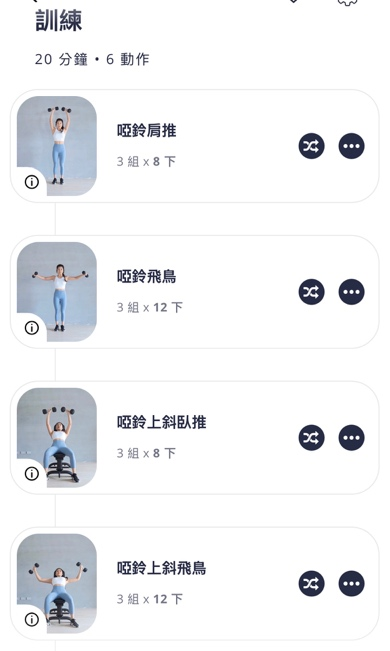 訓練
20 分鐘 • 6 動作
啞鈴肩推
3 組 x 8 下
啞鈴飛鳥
3 組 x 12 下
啞鈴上斜臥推
3 組 x 8 下
啞鈴上斜飛鳥
3 組 x 12 下